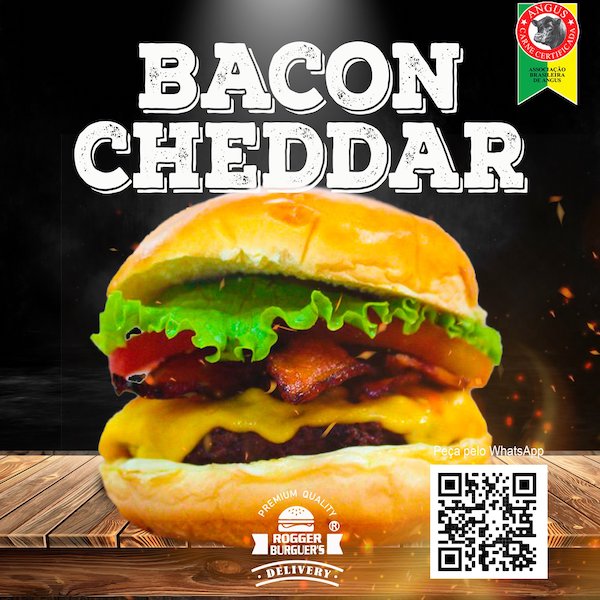 ANGUS
CARNE CERTIFICADA
ASSOCIAÇÃO
BRASILEIRA
DE ANGUS
BACON
CHEDDAR
Peça pelo WhatsApp
PREMIUM QUALITY
ROGGER
BURGUER'S
®
• DELIVERY •